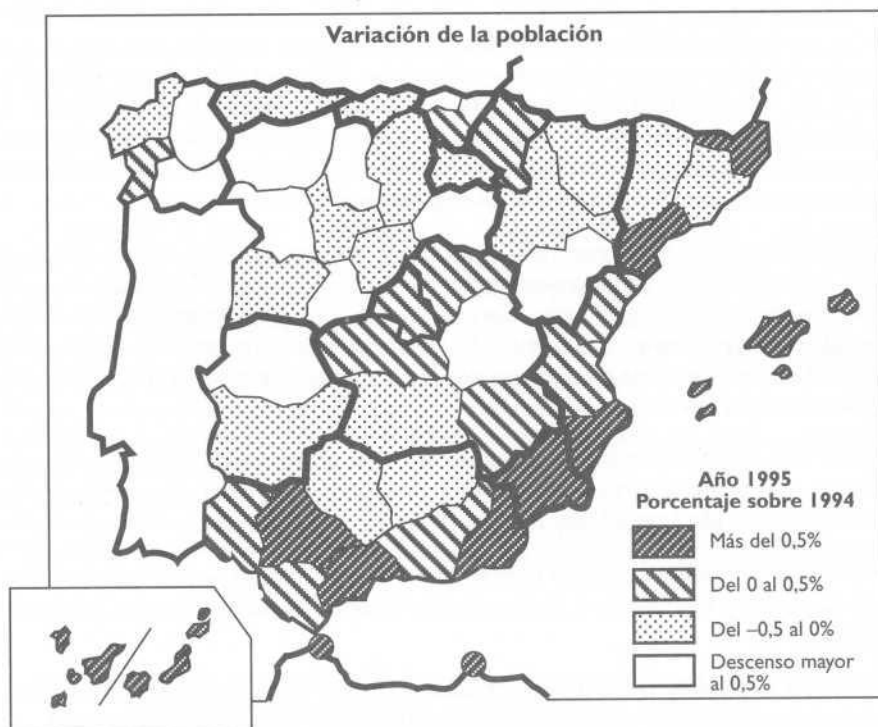 Variación de la población
Año 1995
Porcentaje sobre 1994
Más del 0,5%
Del 0 al 0,5%
Del –0,5 al 0%
Descenso mayor
al 0,5%